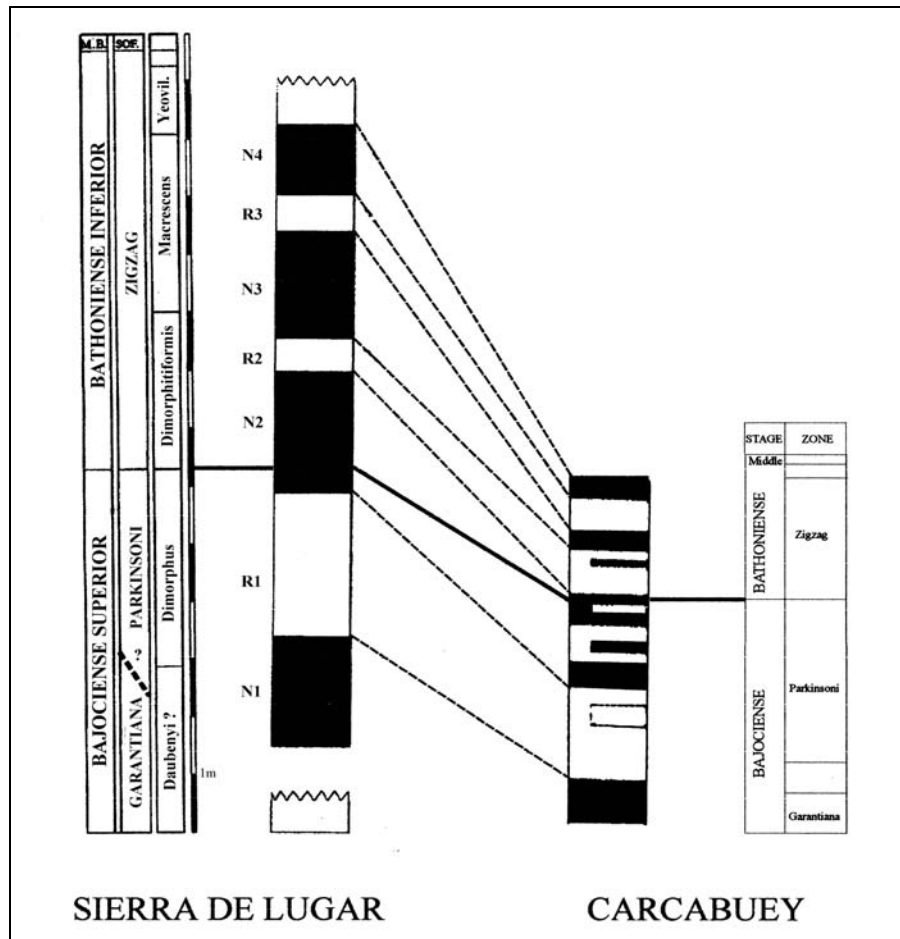 M.B. SOF.
BATHONIENSE INFERIOR
BAJOCIENSE SUPERIOR
ZIGZAG
PARKINSONI
?
GARANTIANA
Yeovil.
Macrescens
Dimorphitiformis
Dimorphus
Daubenyi ?
1m
N4
R3
N3
R2
N2
R1
N1
STAGE ZONE
Middle
BATHONIENSE
BAJOCIENSE
Zigzag
Parkinsoni
Garantiana
SIERRA DE LUGAR
CARCABUEY